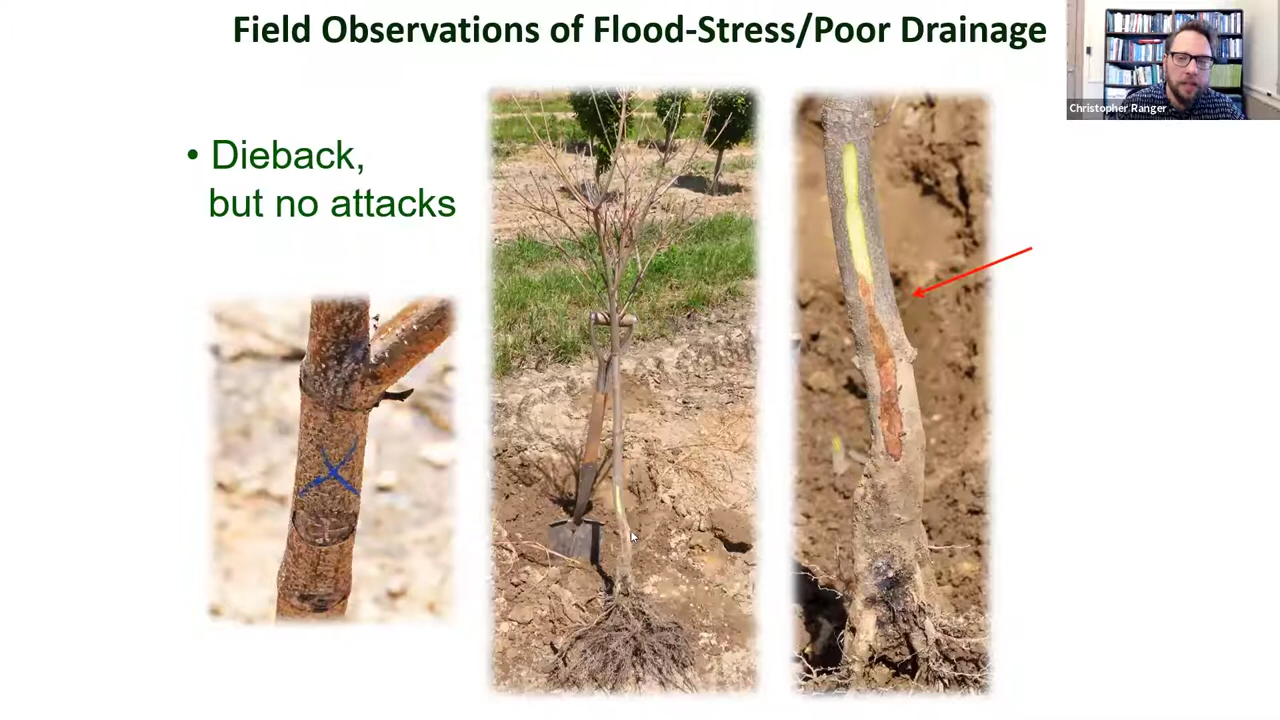 Field Observations of Flood-Stress/Poor Drainage
Christopher Ranger
• Dieback,
but no attacks